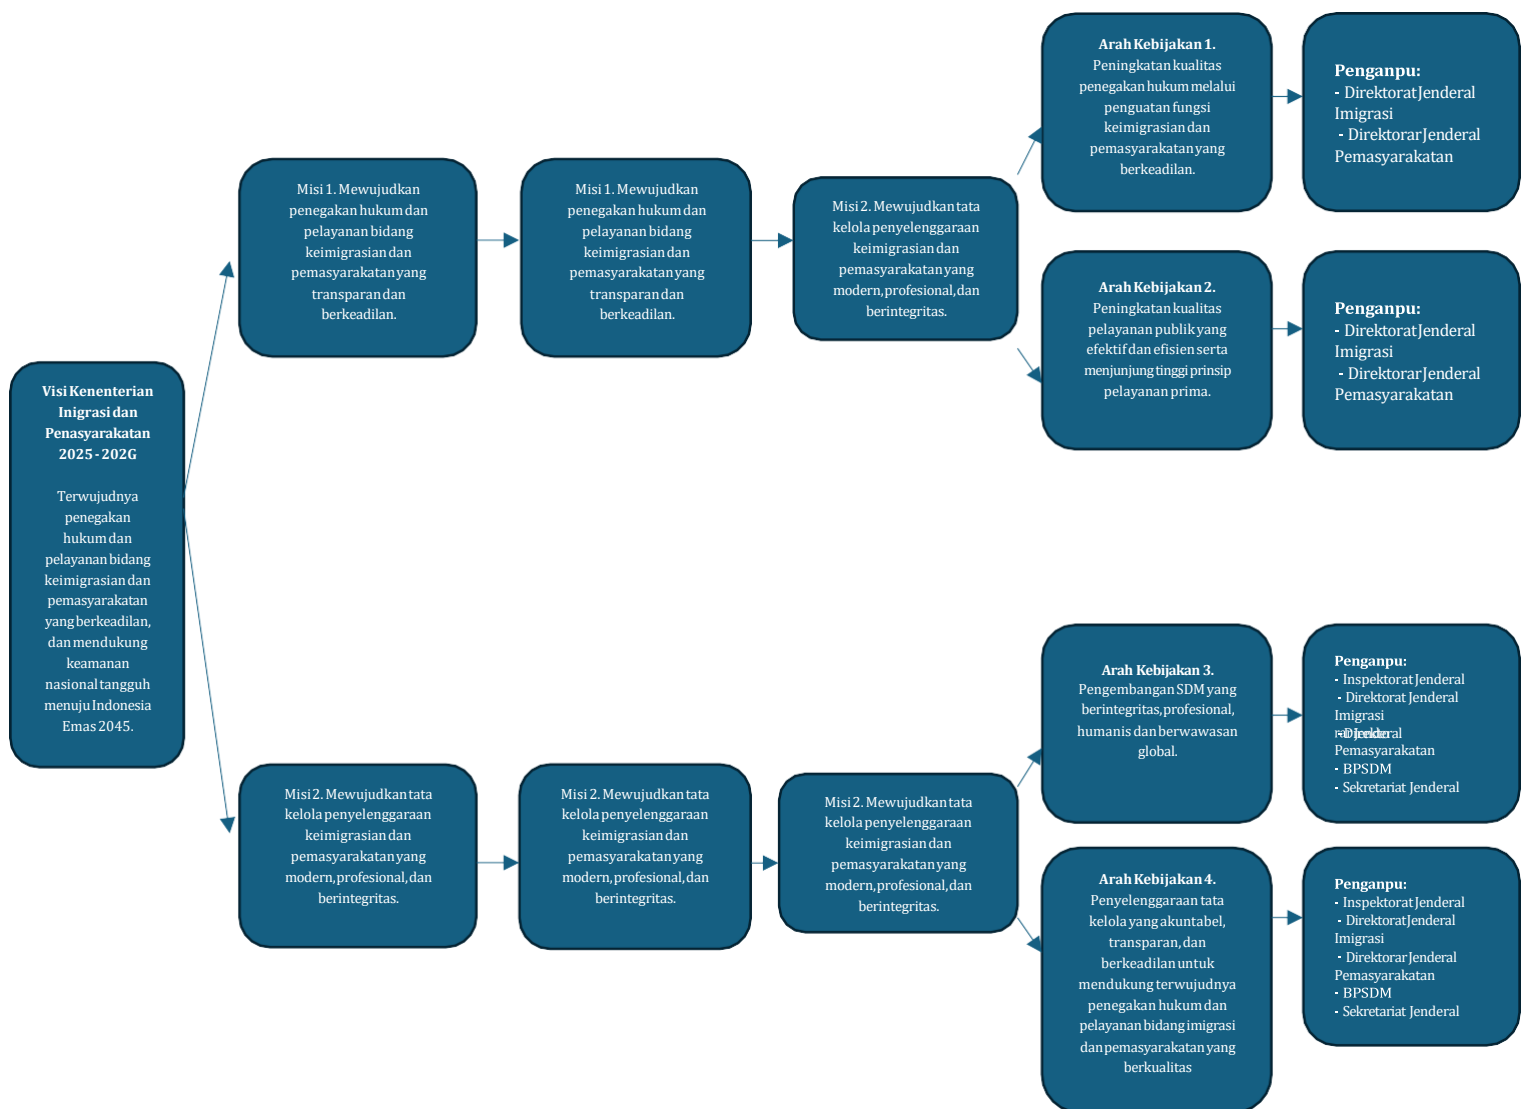 Visi Kenenterian
Inigrasi dan
Penasyarakatan
2025 - 202G
Terwujudnya
penegakan
hukum dan
pelayanan bidang
keimigrasian dan
pemasyarakatan
yang berkeadilan,
dan mendukung
keamanan
nasional tangguh
menuju Indonesia
Emas 2045.
Misi 1. Mewujudkan
penegakan hukum dan
pelayanan bidang
keimigrasian dan
pemasyarakatan yang
transparan dan
berkeadilan.
Misi 1. Mewujudkan
penegakan hukum dan
pelayanan bidang
keimigrasian dan
pemasyarakatan yang
transparan dan
berkeadilan.
Misi 2. Mewujudkan tata
kelola penyelenggaraan
keimigrasian dan
pemasyarakatan yang
modern, profesional, dan
berintegritas.
Arah Kebijakan 1.
Peningkatan kualitas
penegakan hukum melalui
penguatan fungsi
keimigrasian dan
pemasyarakatan yang
berkeadilan.
Penganpu:
- Direktorat Jenderal
Imigrasi
- Direktorar Jenderal
Pemasyarakatan
Arah Kebijakan 2.
Peningkatan kualitas
pelayanan publik yang
efektif dan efisien serta
menjunjung tinggi prinsip
pelayanan prima.
Penganpu:
- Direktorat Jenderal
Imigrasi
- Direktorar Jenderal
Pemasyarakatan
Misi 2. Mewujudkan tata
kelola penyelenggaraan
keimigrasian dan
pemasyarakatan yang
modern, profesional, dan
berintegritas.
Misi 2. Mewujudkan tata
kelola penyelenggaraan
keimigrasian dan
pemasyarakatan yang
modern, profesional, dan
berintegritas.
Misi 2. Mewujudkan tata
kelola penyelenggaraan
keimigrasian dan
pemasyarakatan yang
modern, profesional, dan
berintegritas.
Arah Kebijakan 3.
Pengembangan SDM yang
berintegritas, profesional,
humanis dan berwawasan
global.
Penganpu:
- Inspektorat Jenderal
- Direktorat Jenderal
Imigrasi
Pemasyarakatan
- BPSDM
- Sekretariat Jenderal
Arah Kebijakan 4.
Penyelenggaraan tata
kelola yang akuntabel,
transparan, dan
berkeadilan untuk
mendukung terwujudnya
penegakan hukum dan
pelayanan bidang imigrasi
dan pemasyarakatan yang
berkualitas
Penganpu:
- Inspektorat Jenderal
- Direktorat Jenderal
Imigrasi
- Direktorar Jenderal
Pemasyarakatan
- BPSDM
- Sekretariat Jenderal